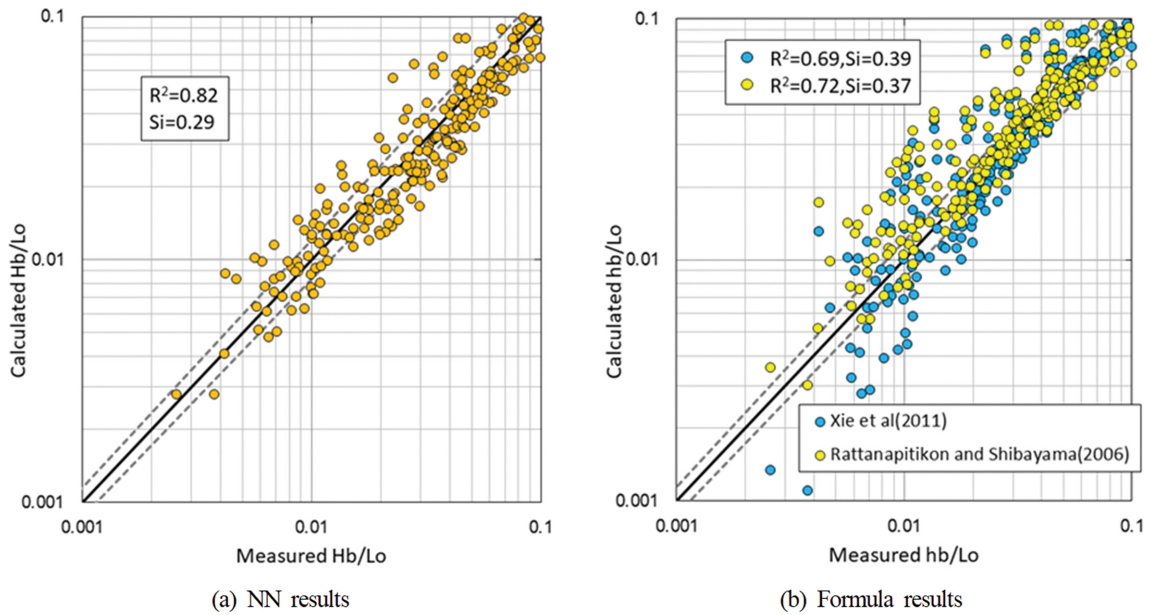 0.1
R²=0.82
Si=0.29
Calculated Hb/Lo
0.01
0.001
0.001
0.01
0.1
Measured Hb/Lo
(a) NN results
0.1
R²=0.69,Si=0.39
R²=0.72,Si=0.37
Calculated hb/Lo
0.01
Xie et al(2011)
Rattanapitikon and Shibayama(2006)
0.001
0.001
0.01
0.1
Measured hb/Lo
(b) Formula results